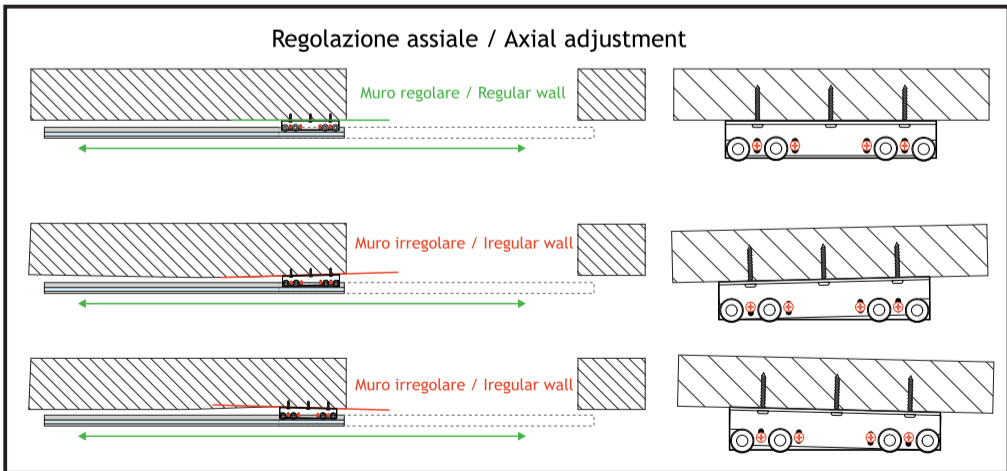 Regolazione assiale / Axial adjustment
Muro regolare / Regular wall
Muro irregolare / Iregular wall
Muro irregolare / Iregular wall